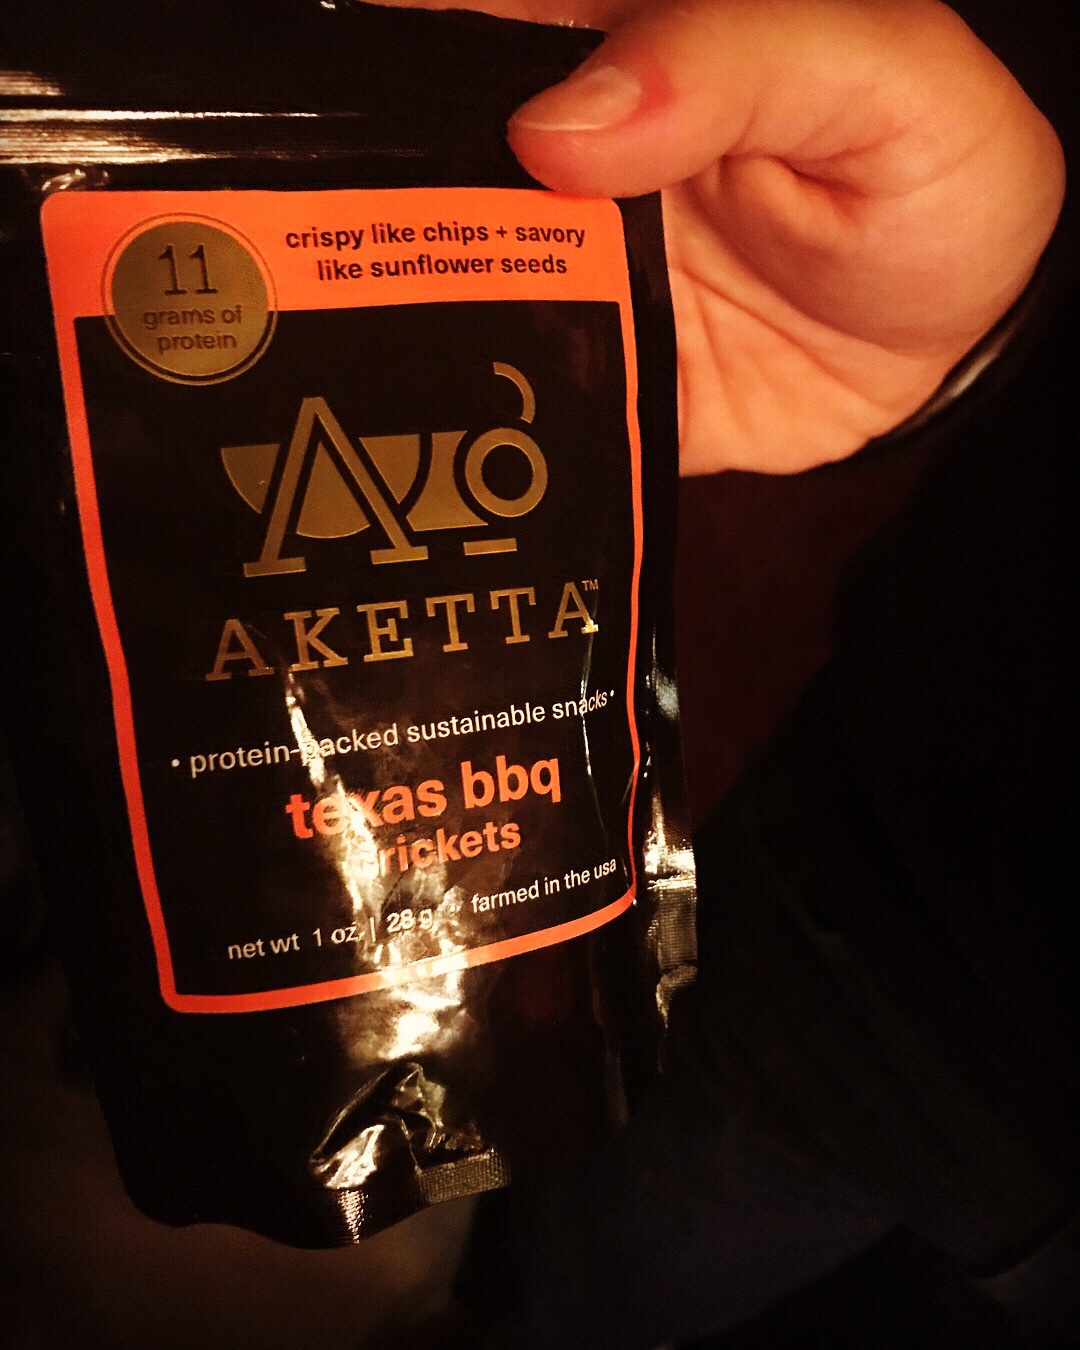 crispy like chips + savory
like sunflower seeds
11
grams of
protein
AKETTA™
• protein-packed sustainable snacks •
texas bbq
crickets
net wt 1 oz | 28 g
farmed in the usa